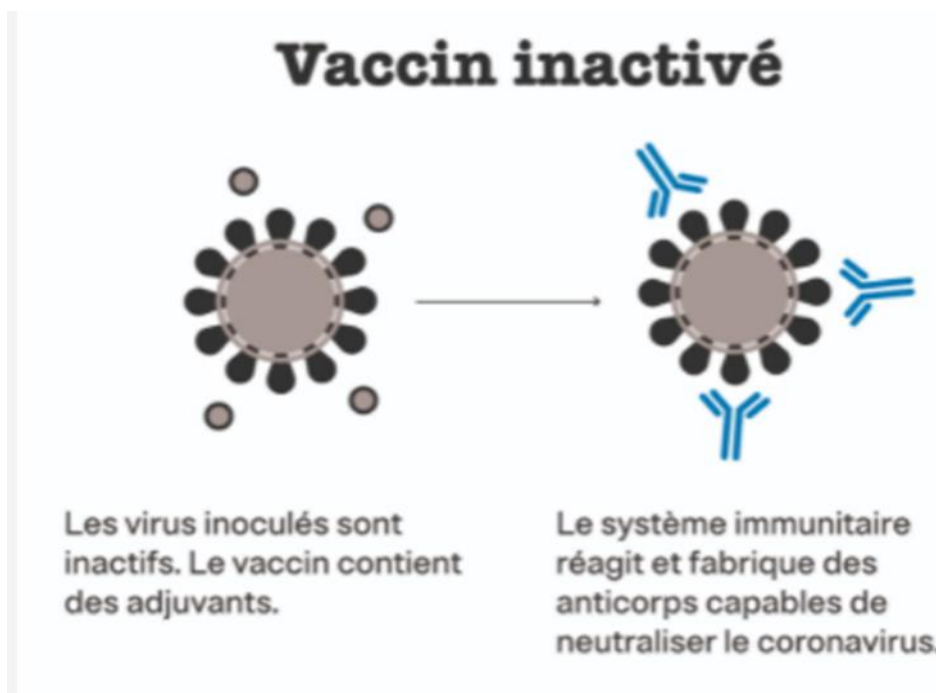 Vaccin inactivé
Les virus inoculés sont
inactifs. Le vaccin contient
des adjuvants.
Le système immunitaire
réagit et fabrique des
anticorps capables de
neutraliser le coronavirus.